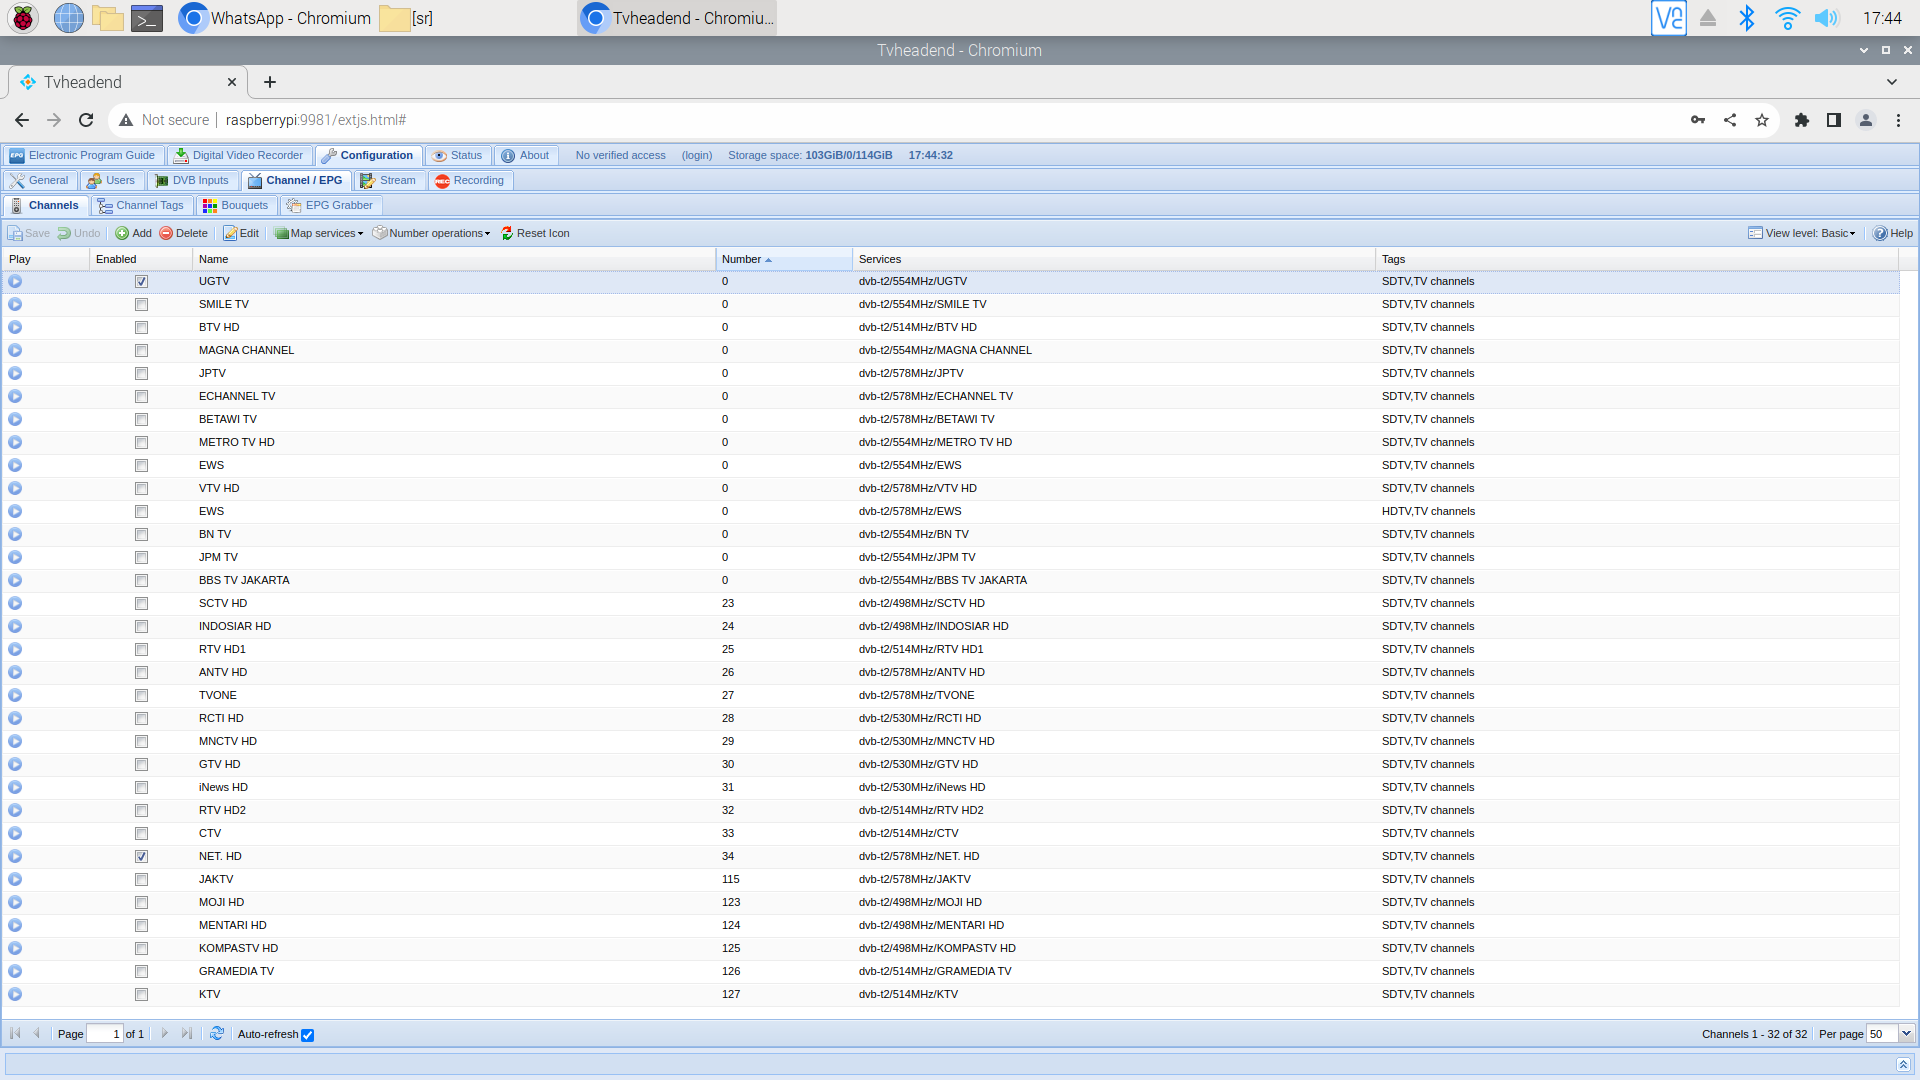 WhatsApp - Chromium [sr] Tvheadend - Chromiu... VNC 17:44
Tvheadend - Chromium
Tvheadend
Not secure raspberrypi:9981/extjs.html#
EPG Electronic Program Guide Digital Video Recorder Configuration Status About No verified access (login) Storage space: 103GiB/0/114GiB 17:44:32
General Users DVB Inputs Channel / EPG Stream REC Recording
Channels Channel Tags Bouquets EPG Grabber
Save Undo Add Delete Edit Map services Number operations Reset Icon View level: Basic Help
Play Enabled Name Number Services Tags
UGTV 0 dvb-t2/554MHz/UGTV SDTV,TV channels
SMILE TV 0 dvb-t2/554MHz/SMILE TV SDTV,TV channels
BTV HD 0 dvb-t2/514MHz/BTV HD SDTV,TV channels
MAGNA CHANNEL 0 dvb-t2/554MHz/MAGNA CHANNEL SDTV,TV channels
JPTV 0 dvb-t2/578MHz/JPTV SDTV,TV channels
ECHANNEL TV 0 dvb-t2/578MHz/ECHANNEL TV SDTV,TV channels
BETAWI TV 0 dvb-t2/578MHz/BETAWI TV SDTV,TV channels
METRO TV HD 0 dvb-t2/554MHz/METRO TV HD SDTV,TV channels
EWS 0 dvb-t2/554MHz/EWS SDTV,TV channels
VTV HD 0 dvb-t2/578MHz/VTV HD SDTV,TV channels
EWS 0 dvb-t2/578MHz/EWS HDTV,TV channels
BN TV 0 dvb-t2/554MHz/BN TV SDTV,TV channels
JPM TV 0 dvb-t2/554MHz/JPM TV SDTV,TV channels
BBS TV JAKARTA 0 dvb-t2/554MHz/BBS TV JAKARTA SDTV,TV channels
SCTV HD 23 dvb-t2/498MHz/SCTV HD SDTV,TV channels
INDOSIAR HD 24 dvb-t2/498MHz/INDOSIAR HD SDTV,TV channels
RTV HD1 25 dvb-t2/514MHz/RTV HD1 SDTV,TV channels
ANTV HD 26 dvb-t2/578MHz/ANTV HD SDTV,TV channels
TVONE 27 dvb-t2/578MHz/TVONE SDTV,TV channels
RCTI HD 28 dvb-t2/530MHz/RCTI HD SDTV,TV channels
MNCTV HD 29 dvb-t2/530MHz/MNCTV HD SDTV,TV channels
GTV HD 30 dvb-t2/530MHz/GTV HD SDTV,TV channels
iNews HD 31 dvb-t2/530MHz/iNews HD SDTV,TV channels
RTV HD2 32 dvb-t2/514MHz/RTV HD2 SDTV,TV channels
CTV 33 dvb-t2/514MHz/CTV SDTV,TV channels
NET. HD 34 dvb-t2/578MHz/NET. HD SDTV,TV channels
JAKTV 115 dvb-t2/578MHz/JAKTV SDTV,TV channels
MOJI HD 123 dvb-t2/498MHz/MOJI HD SDTV,TV channels
MENTARI HD 124 dvb-t2/498MHz/MENTARI HD SDTV,TV channels
KOMPASTV HD 125 dvb-t2/498MHz/KOMPASTV HD SDTV,TV channels
GRAMEDIA TV 126 dvb-t2/514MHz/GRAMEDIA TV SDTV,TV channels
KTV 127 dvb-t2/514MHz/KTV SDTV,TV channels
Page 1 of 1 Auto-refresh Channels 1 - 32 of 32 Per page 50